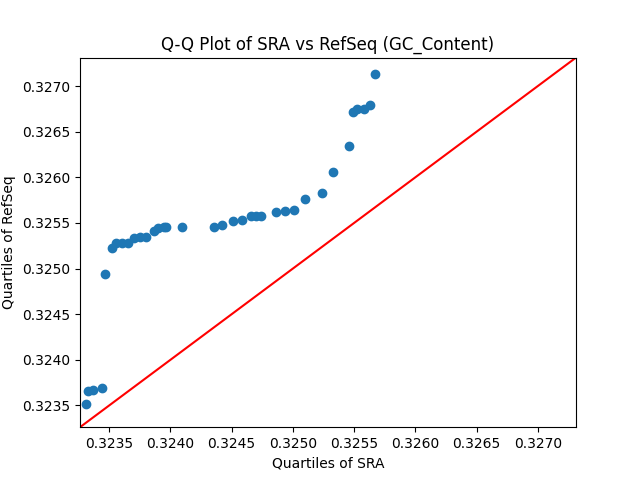 Q-Q Plot of SRA vs RefSeq (GC_Content)
Quartiles of RefSeq
0.3270
0.3265
0.3260
0.3255
0.3250
0.3245
0.3240
0.3235
0.3235 0.3240 0.3245 0.3250 0.3255 0.3260 0.3265 0.3270
Quartiles of SRA